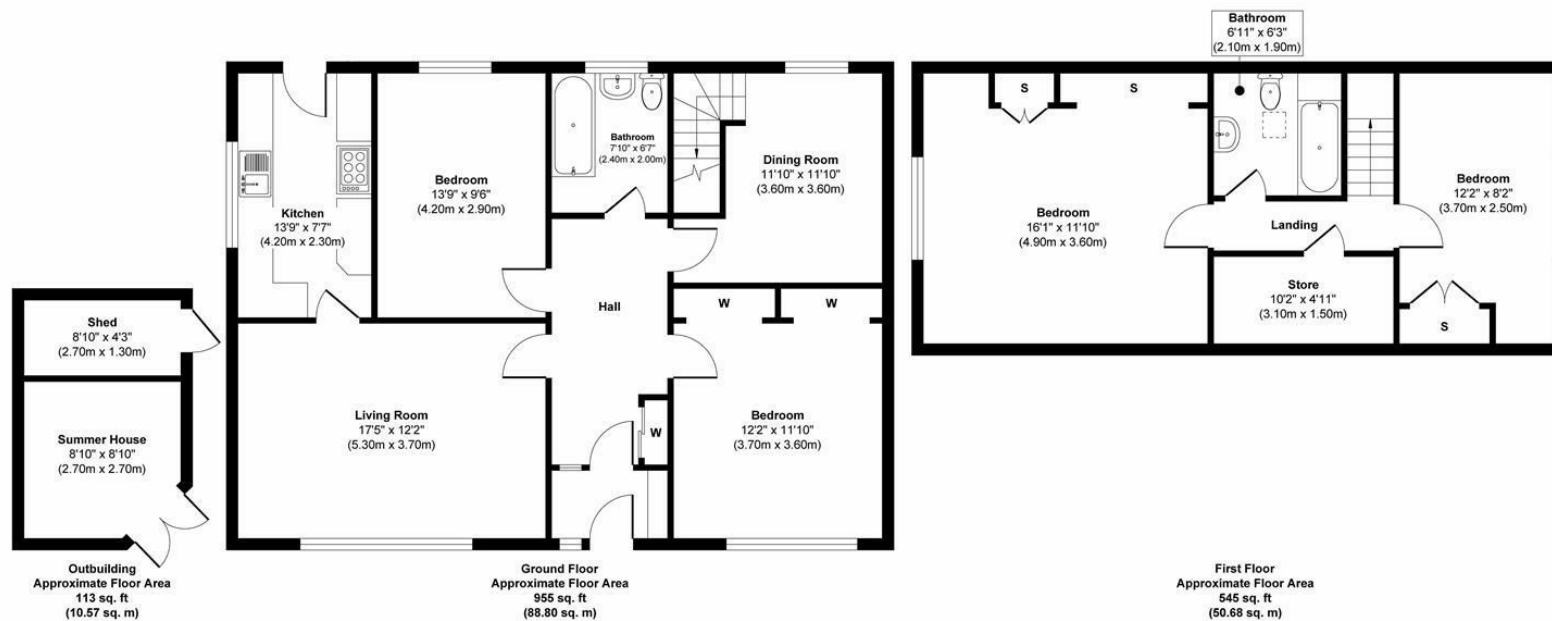 Shed
8'10" x 4'3"
(2.70m x 1.30m)
Summer House
8'10" x 8'10"
(2.70m x 2.70m)
Outbuilding
Approximate Floor Area
113 sq. ft
(10.57 sq. m)
Kitchen
13'9" x 7'7"
(4.20m x 2.30m)
Bedroom
13'9" x 9'6"
(4.20m x 2.90m)
Bathroom
7'10" x 6'7"
(2.40m x 2.00m)
Dining Room
11'10" x 11'10"
(3.60m x 3.60m)
Hall
W
W
Living Room
17'5" x 12'2"
(5.30m x 3.70m)
W
Bedroom
12'2" x 11'10"
(3.70m x 3.60m)
Ground Floor
Approximate Floor Area
955 sq. ft
(88.80 sq. m)
Bathroom
6'11" x 6'3"
(2.10m x 1.90m)
S
S
Bedroom
16'1" x 11'10"
(4.90m x 3.60m)
Landing
Bedroom
12'2" x 8'2"
(3.70m x 2.50m)
Store
10'2" x 4'11"
(3.10m x 1.50m)
S
First Floor
Approximate Floor Area
545 sq. ft
(50.68 sq. m)